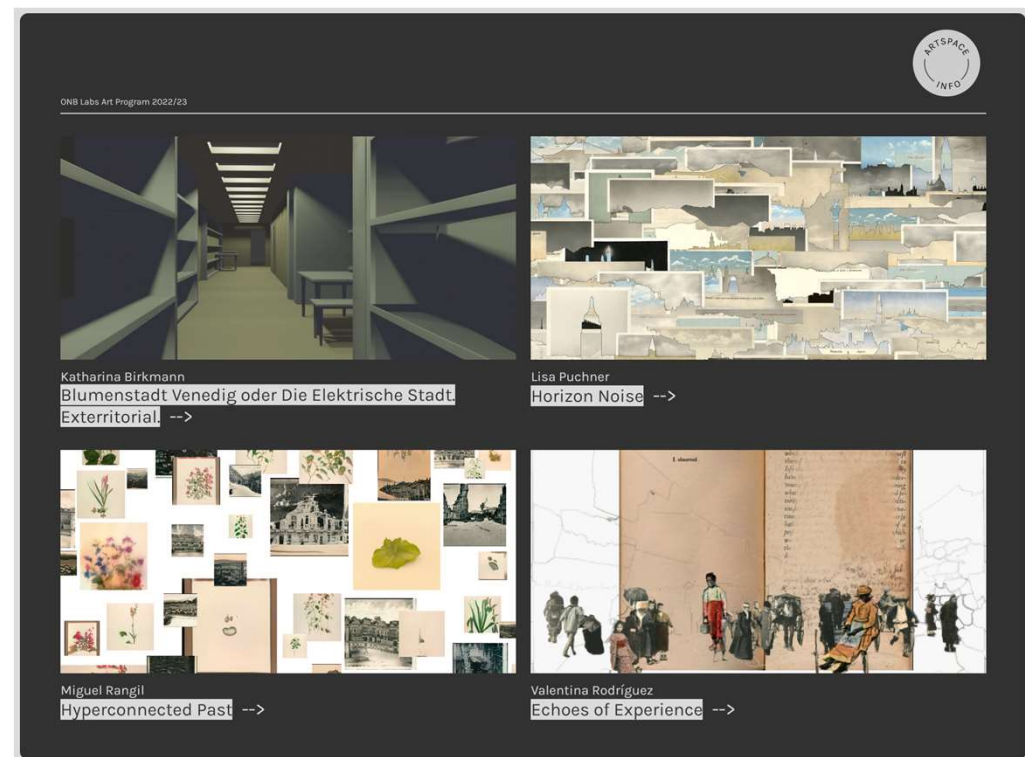 ARTSPACE
INFO
ONB Labs Art Program 2022/23
Katharina Birkmann
Blumenstadt Venedig oder Die Elektrische Stadt.
Exterritorial. -->
Lisa Puchner
Horizon Noise -->
I dreamed
Miguel Rangil
Hyperconnected Past -->
Valentina Rodríguez
Echoes of Experience -->